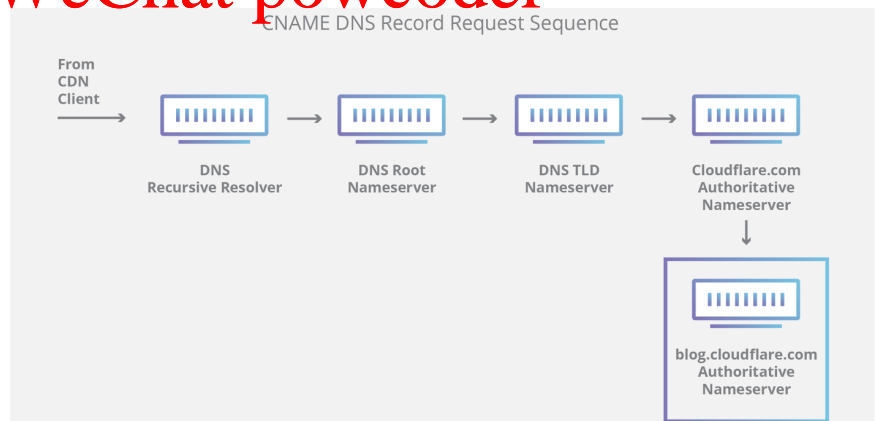 WeChat powcoder
CNAME DNS Record Request Sequence
From
CDN
Client
DNS
Recursive Resolver
DNS Root
Nameserver
DNS TLD
Nameserver
Cloudflare.com
Authoritative
Nameserver
blog.cloudflare.com
Authoritative
Nameserver